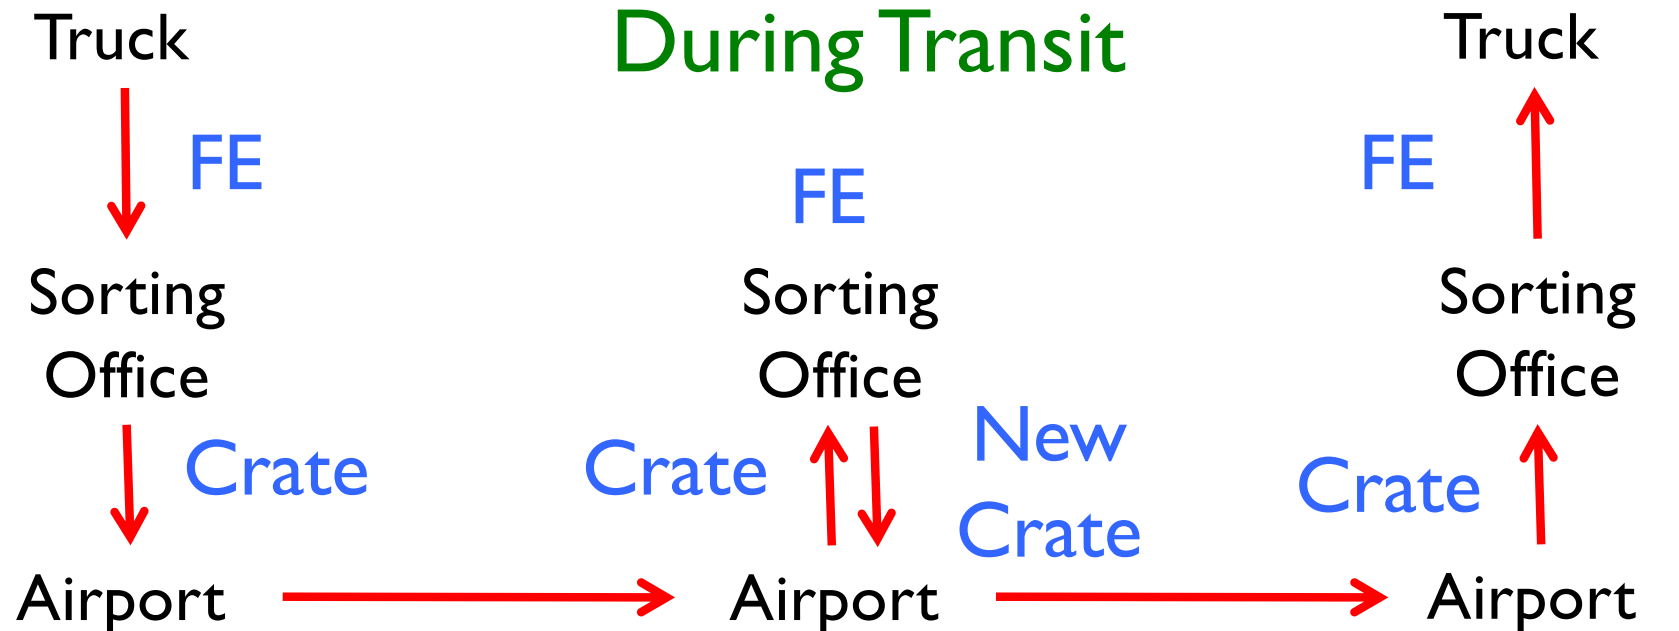 Truck
During Transit
Truck
FE
FE
FE
Sorting
Office
Sorting
Office
Sorting
Office
Crate
Crate
New
Crate
Crate
Airport
Airport
Airport